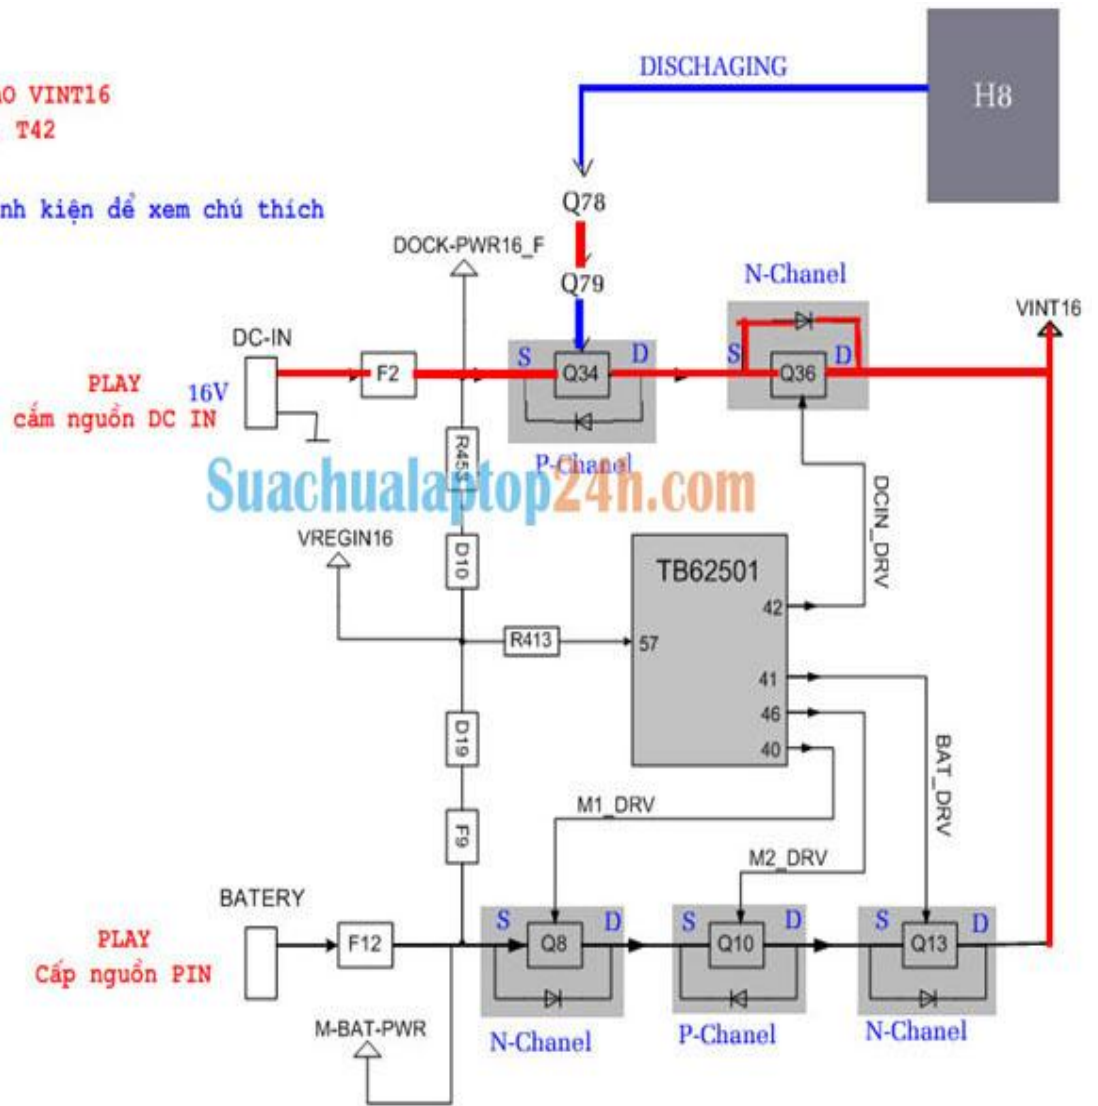 DISCHAGING
H8
VINT16
T42
kiện để xem chú thích
Q78
DOCK-PWR16_F
Q79
N-Chanel
VINT16
DC-IN
S
D
S
D
F2
Q34
Q36
PLAY
16V
cắm nguồn DC IN
P-Chanel
R453
Suachualaptop24h.com
DCIN_DRV
VREGIN16
D10
TB62501
42
R413
57
41
46
40
D19
BAT_DRV
M1_DRV
F9
M2_DRV
BATERY
S
D
S
D
S
D
PLAY
F12
Q8
Q10
Q13
Cấp nguồn PIN
M-BAT-PWR
N-Chanel
P-Chanel
N-Chanel